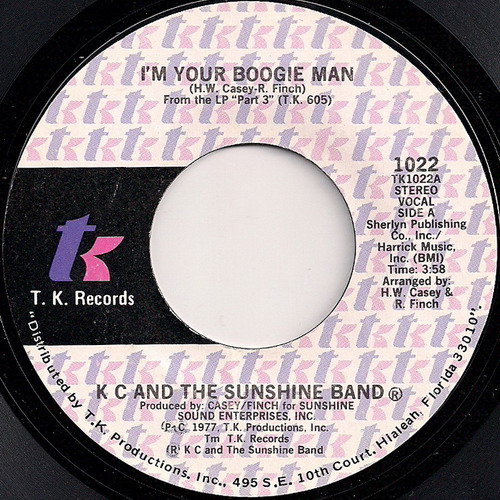 I'M YOUR BOOGIE MAN
(H.W. Casey-R. Finch)
From the LP "Part 3" (T.K. 605)
1022
TK1022A
STEREO
VOCAL
SIDE A
Sherlyn Publishing
Co., Inc./
Harrick Music,
Inc. (BMI)
Time: 3:58
Arranged by:
H.W. Casey &
R. Finch
tk
T. K. Records
K C AND THE SUNSHINE BAND ®
Produced by: CASEY/FINCH for SUNSHINE
SOUND ENTERPRISES, INC.
℗&© 1977, T.K. Productions, Inc.
Tm T.K. Records
® K C and The Sunshine Band
"Distributed by T.K. Productions, Inc., 495 S.E. 10th Court, Hialeah, Florida 33010".